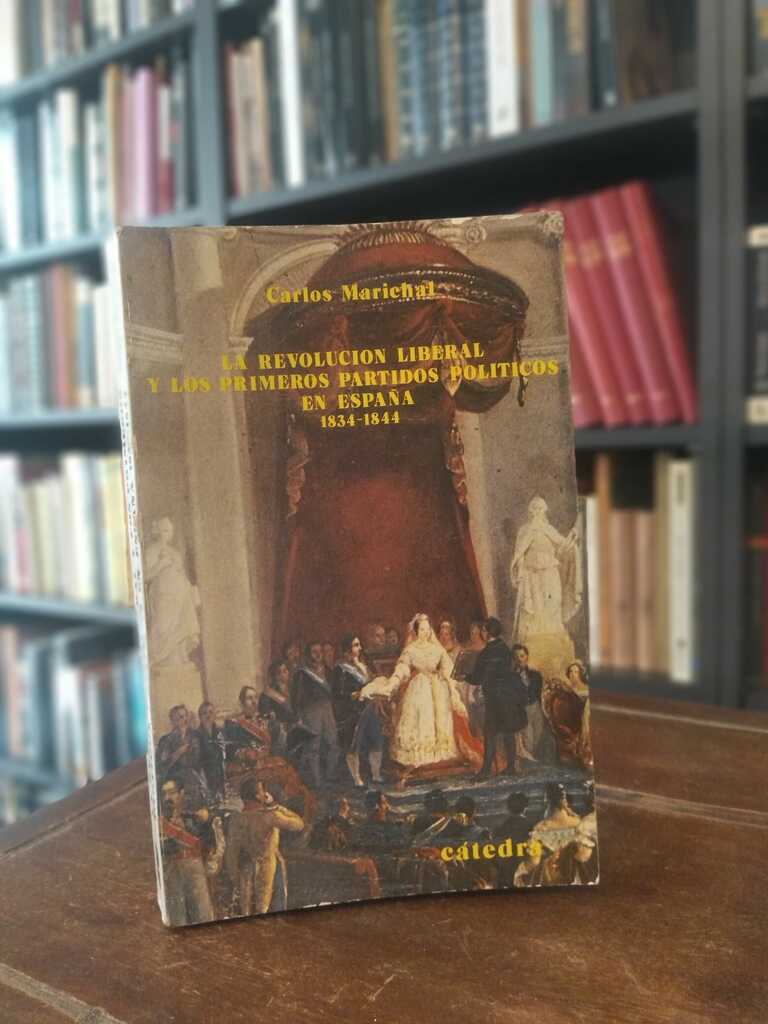 Carlos Marichal
LA REVOLUCION LIBERAL
Y LOS PRIMEROS PARTIDOS POLITICOS
EN ESPAÑA
1834-1844
cátedra